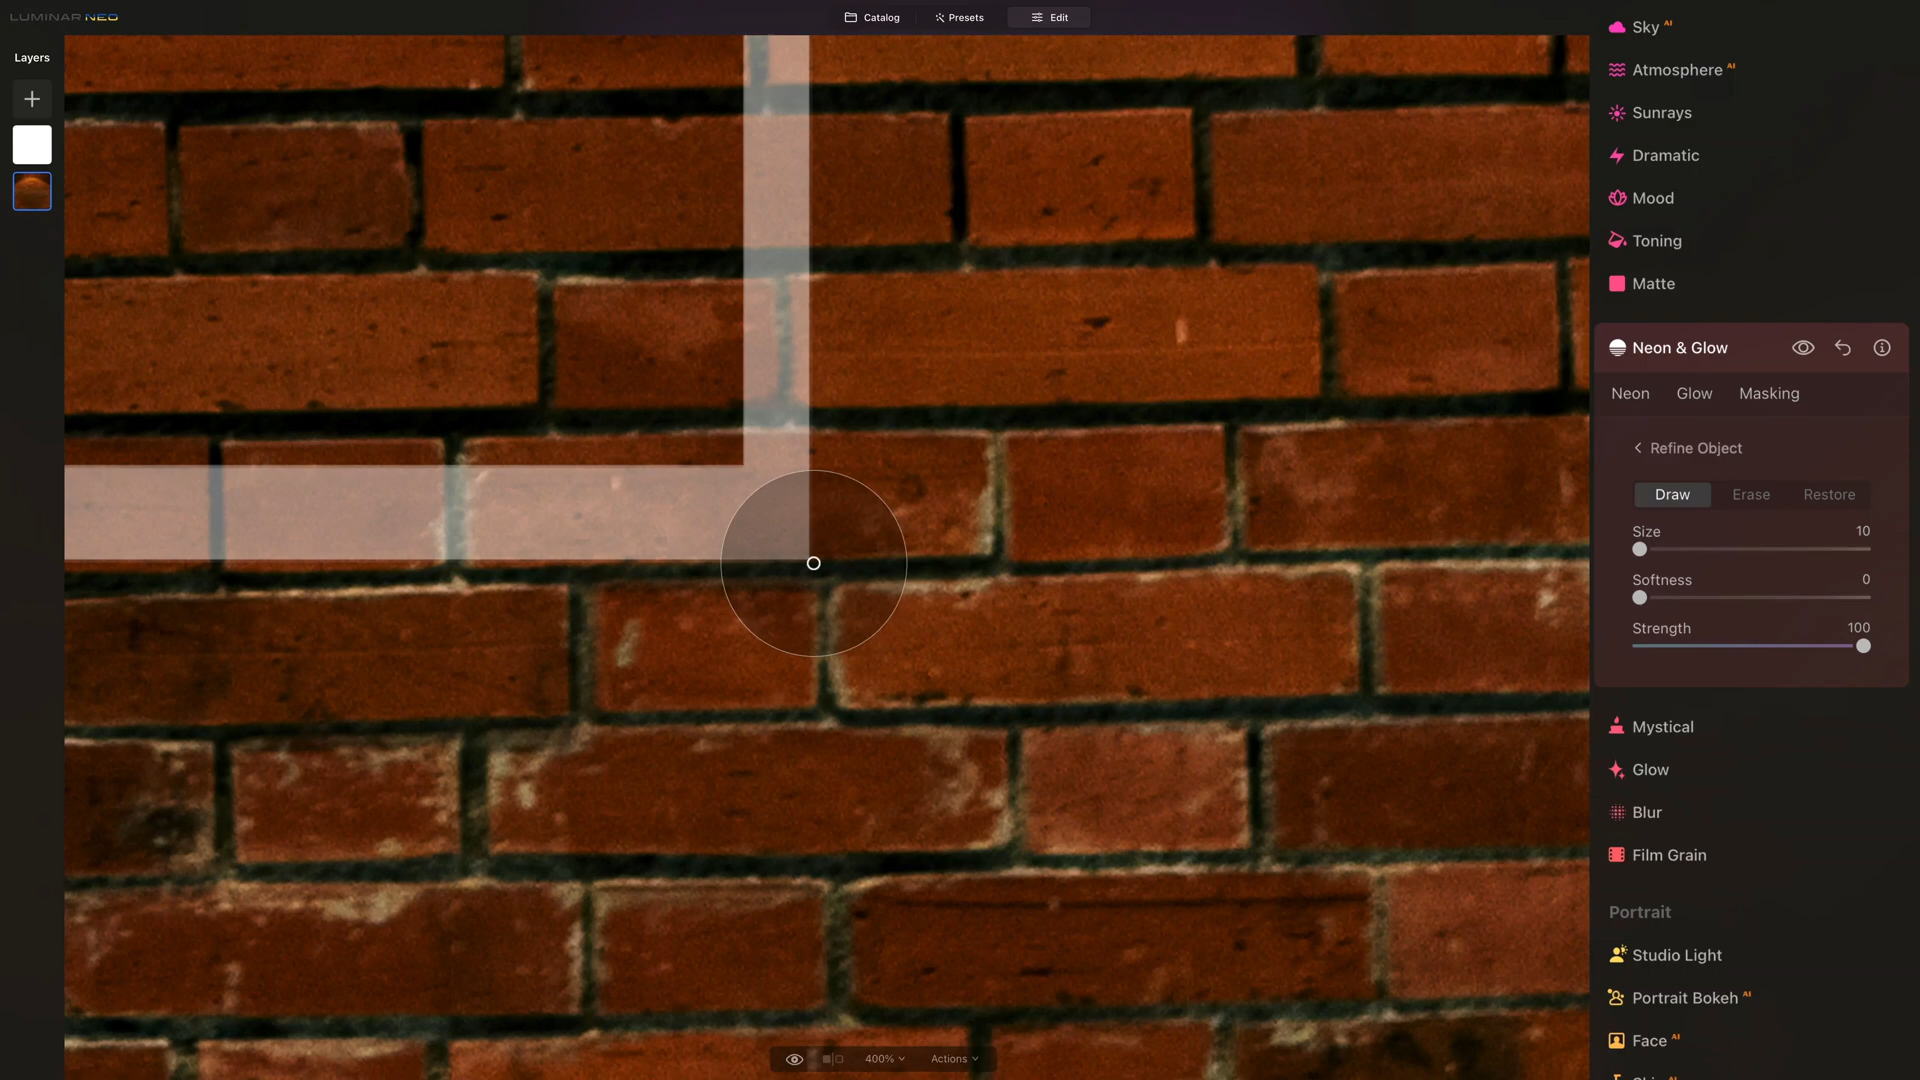 LUMINAR NEO
Catalog
Presets
Edit
Layers
Sky AI
Atmosphere AI
Sunrays
Dramatic
Mood
Toning
Matte
Neon & Glow
Neon Glow Masking
Refine Object
Draw Erase Restore
Size 10
Softness 0
Strength 100
Mystical
Glow
Blur
Film Grain
Portrait
Studio Light
Portrait Bokeh AI
Face AI
400%
Actions